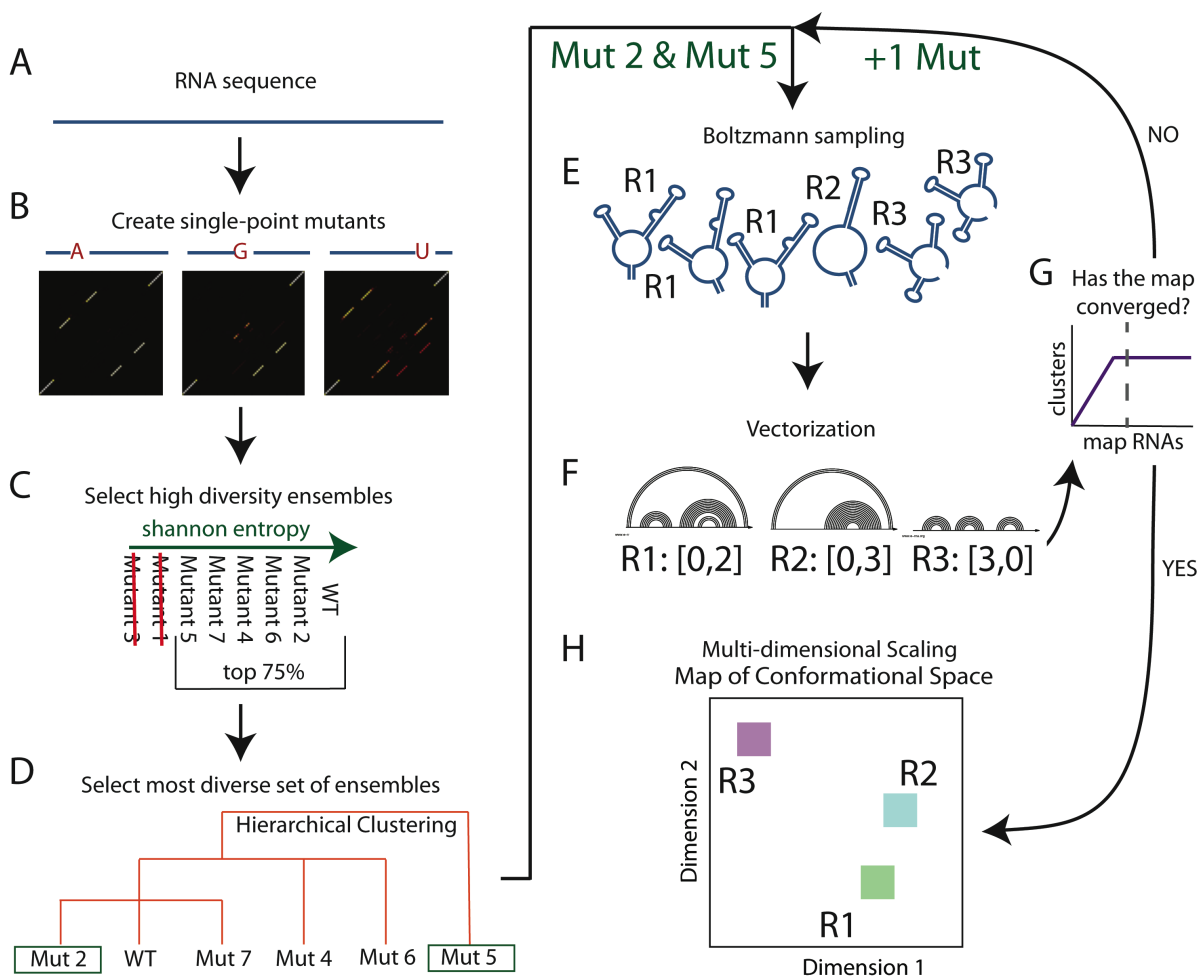 A
RNA sequence
B
Create single-point mutants
A
G
U
C
Select high diversity ensembles
shannon entropy
Mutant 3
Mutant 1
Mutant 5
Mutant 7
Mutant 4
Mutant 6
Mutant 2
WT
top 75%
D
Select most diverse set of ensembles
Hierarchical Clustering
Mut 2
WT
Mut 7
Mut 4
Mut 6
Mut 5
Mut 2 & Mut 5
+1 Mut
Boltzmann sampling
E
R1
R1
R1
R2
R3
R3
Vectorization
F
R1: [0,2]
R2: [0,3]
R3: [3,0]
NO
G
Has the map
converged?
clusters
map RNAs
YES
H
Multi-dimensional Scaling
Map of Conformational Space
R3
R2
R1
Dimension 2
Dimension 1